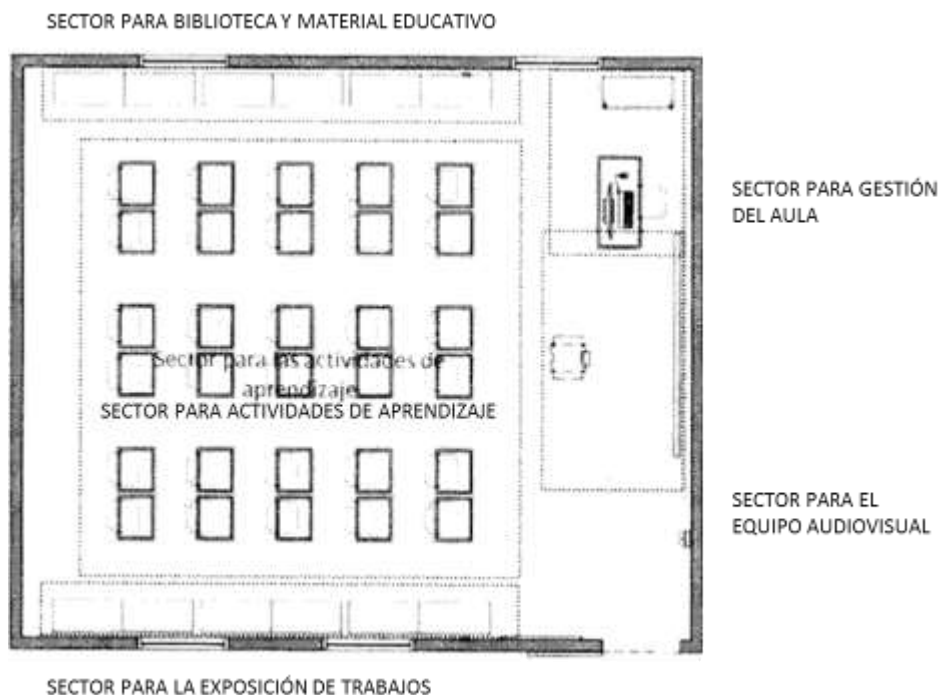 SECTOR PARA BIBLIOTECA Y MATERIAL EDUCATIVO
SECTOR PARA GESTIÓN
DEL AULA
Sector para las actividades de
aprendizaje
SECTOR PARA ACTIVIDADES DE APRENDIZAJE
SECTOR PARA EL
EQUIPO AUDIOVISUAL
SECTOR PARA LA EXPOSICIÓN DE TRABAJOS